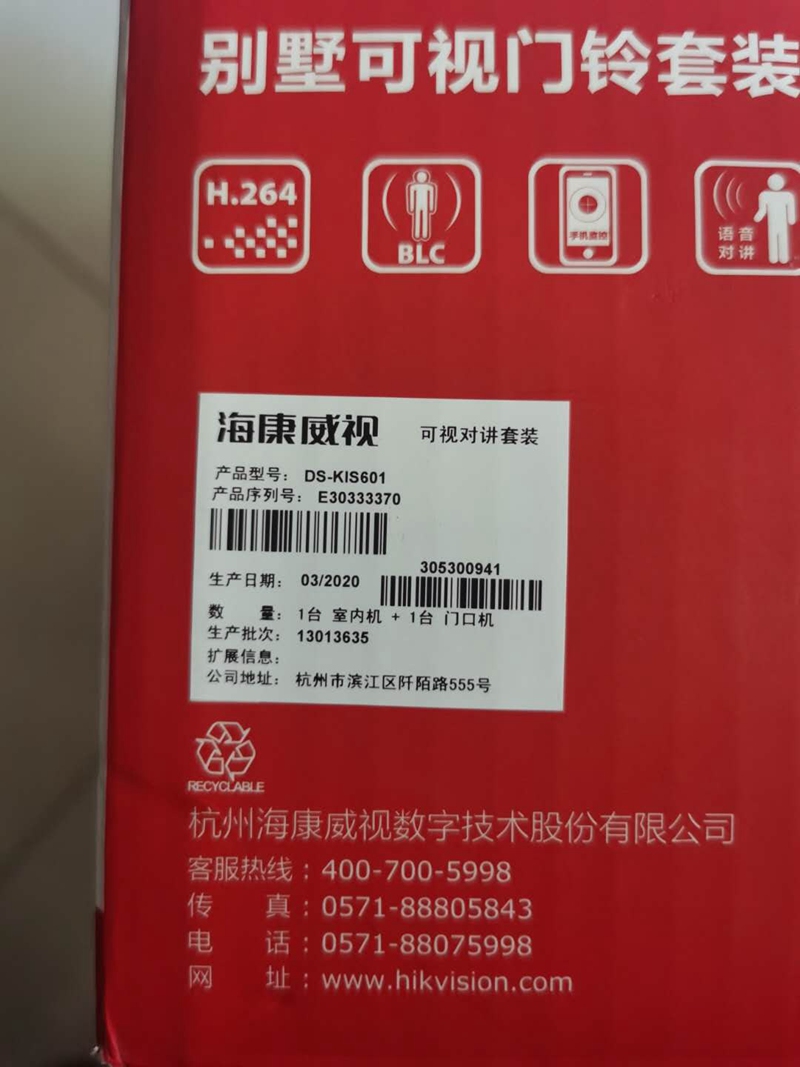 别墅可视门铃套装
H.264
BLC
手机监控
语音
对讲
海康威视 可视对讲套装
产品型号： DS-KIS601
产品序列号： E30333370
305300941
生产日期： 03/2020
数 量： 1台 室内机 + 1台 门口机
生产批次： 13013635
扩展信息：
公司地址： 杭州市滨江区阡陌路555号
RECYCLABLE
杭州海康威视数字技术股份有限公司
客服热线：400-700-5998
传 真：0571-88805843
电 话：0571-88075998
网 址：www.hikvision.com